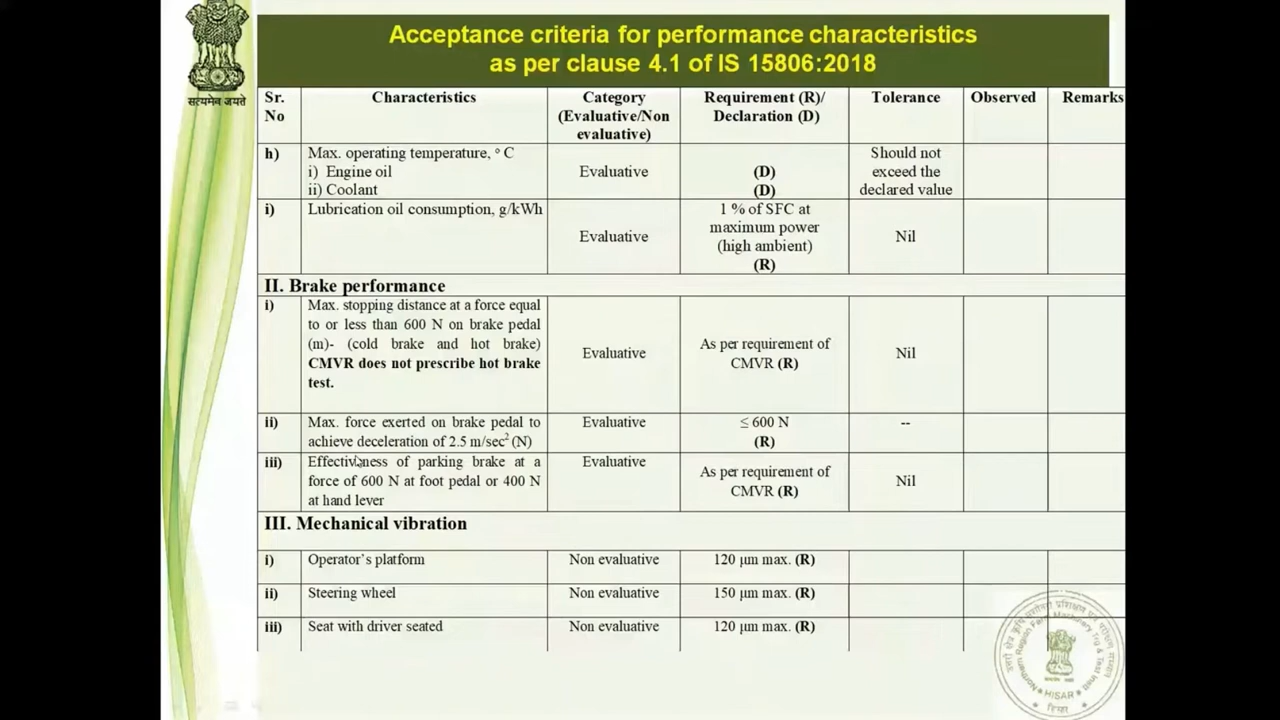 Acceptance criteria for performance characteristics
as per clause 4.1 of IS 15806:2018
सत्यमेव जयते
Sr. No
Characteristics
Category (Evaluative/Non evaluative)
Requirement (R)/ Declaration (D)
Tolerance
Observed
Remarks
h)
Max. operating temperature, ° C
i) Engine oil
ii) Coolant
Evaluative
(D)
(D)
Should not
exceed the
declared value
i)
Lubrication oil consumption, g/kWh
Evaluative
1 % of SFC at
maximum power
(high ambient)
(R)
Nil
II. Brake performance
i)
Max. stopping distance at a force equal
to or less than 600 N on brake pedal
(m)- (cold brake and hot brake)
CMVR does not prescribe hot brake
test.
Evaluative
As per requirement of
CMVR (R)
Nil
ii)
Max. force exerted on brake pedal to
achieve deceleration of 2.5 m/sec² (N)
Evaluative
≤ 600 N
(R)
--
iii)
Effectiveness of parking brake at a
force of 600 N at foot pedal or 400 N
at hand lever
Evaluative
As per requirement of
CMVR (R)
Nil
III. Mechanical vibration
i)
Operator's platform
Non evaluative
120 μm max. (R)
ii)
Steering wheel
Non evaluative
150 μm max. (R)
iii)
Seat with driver seated
Non evaluative
120 μm max. (R)
HISAR